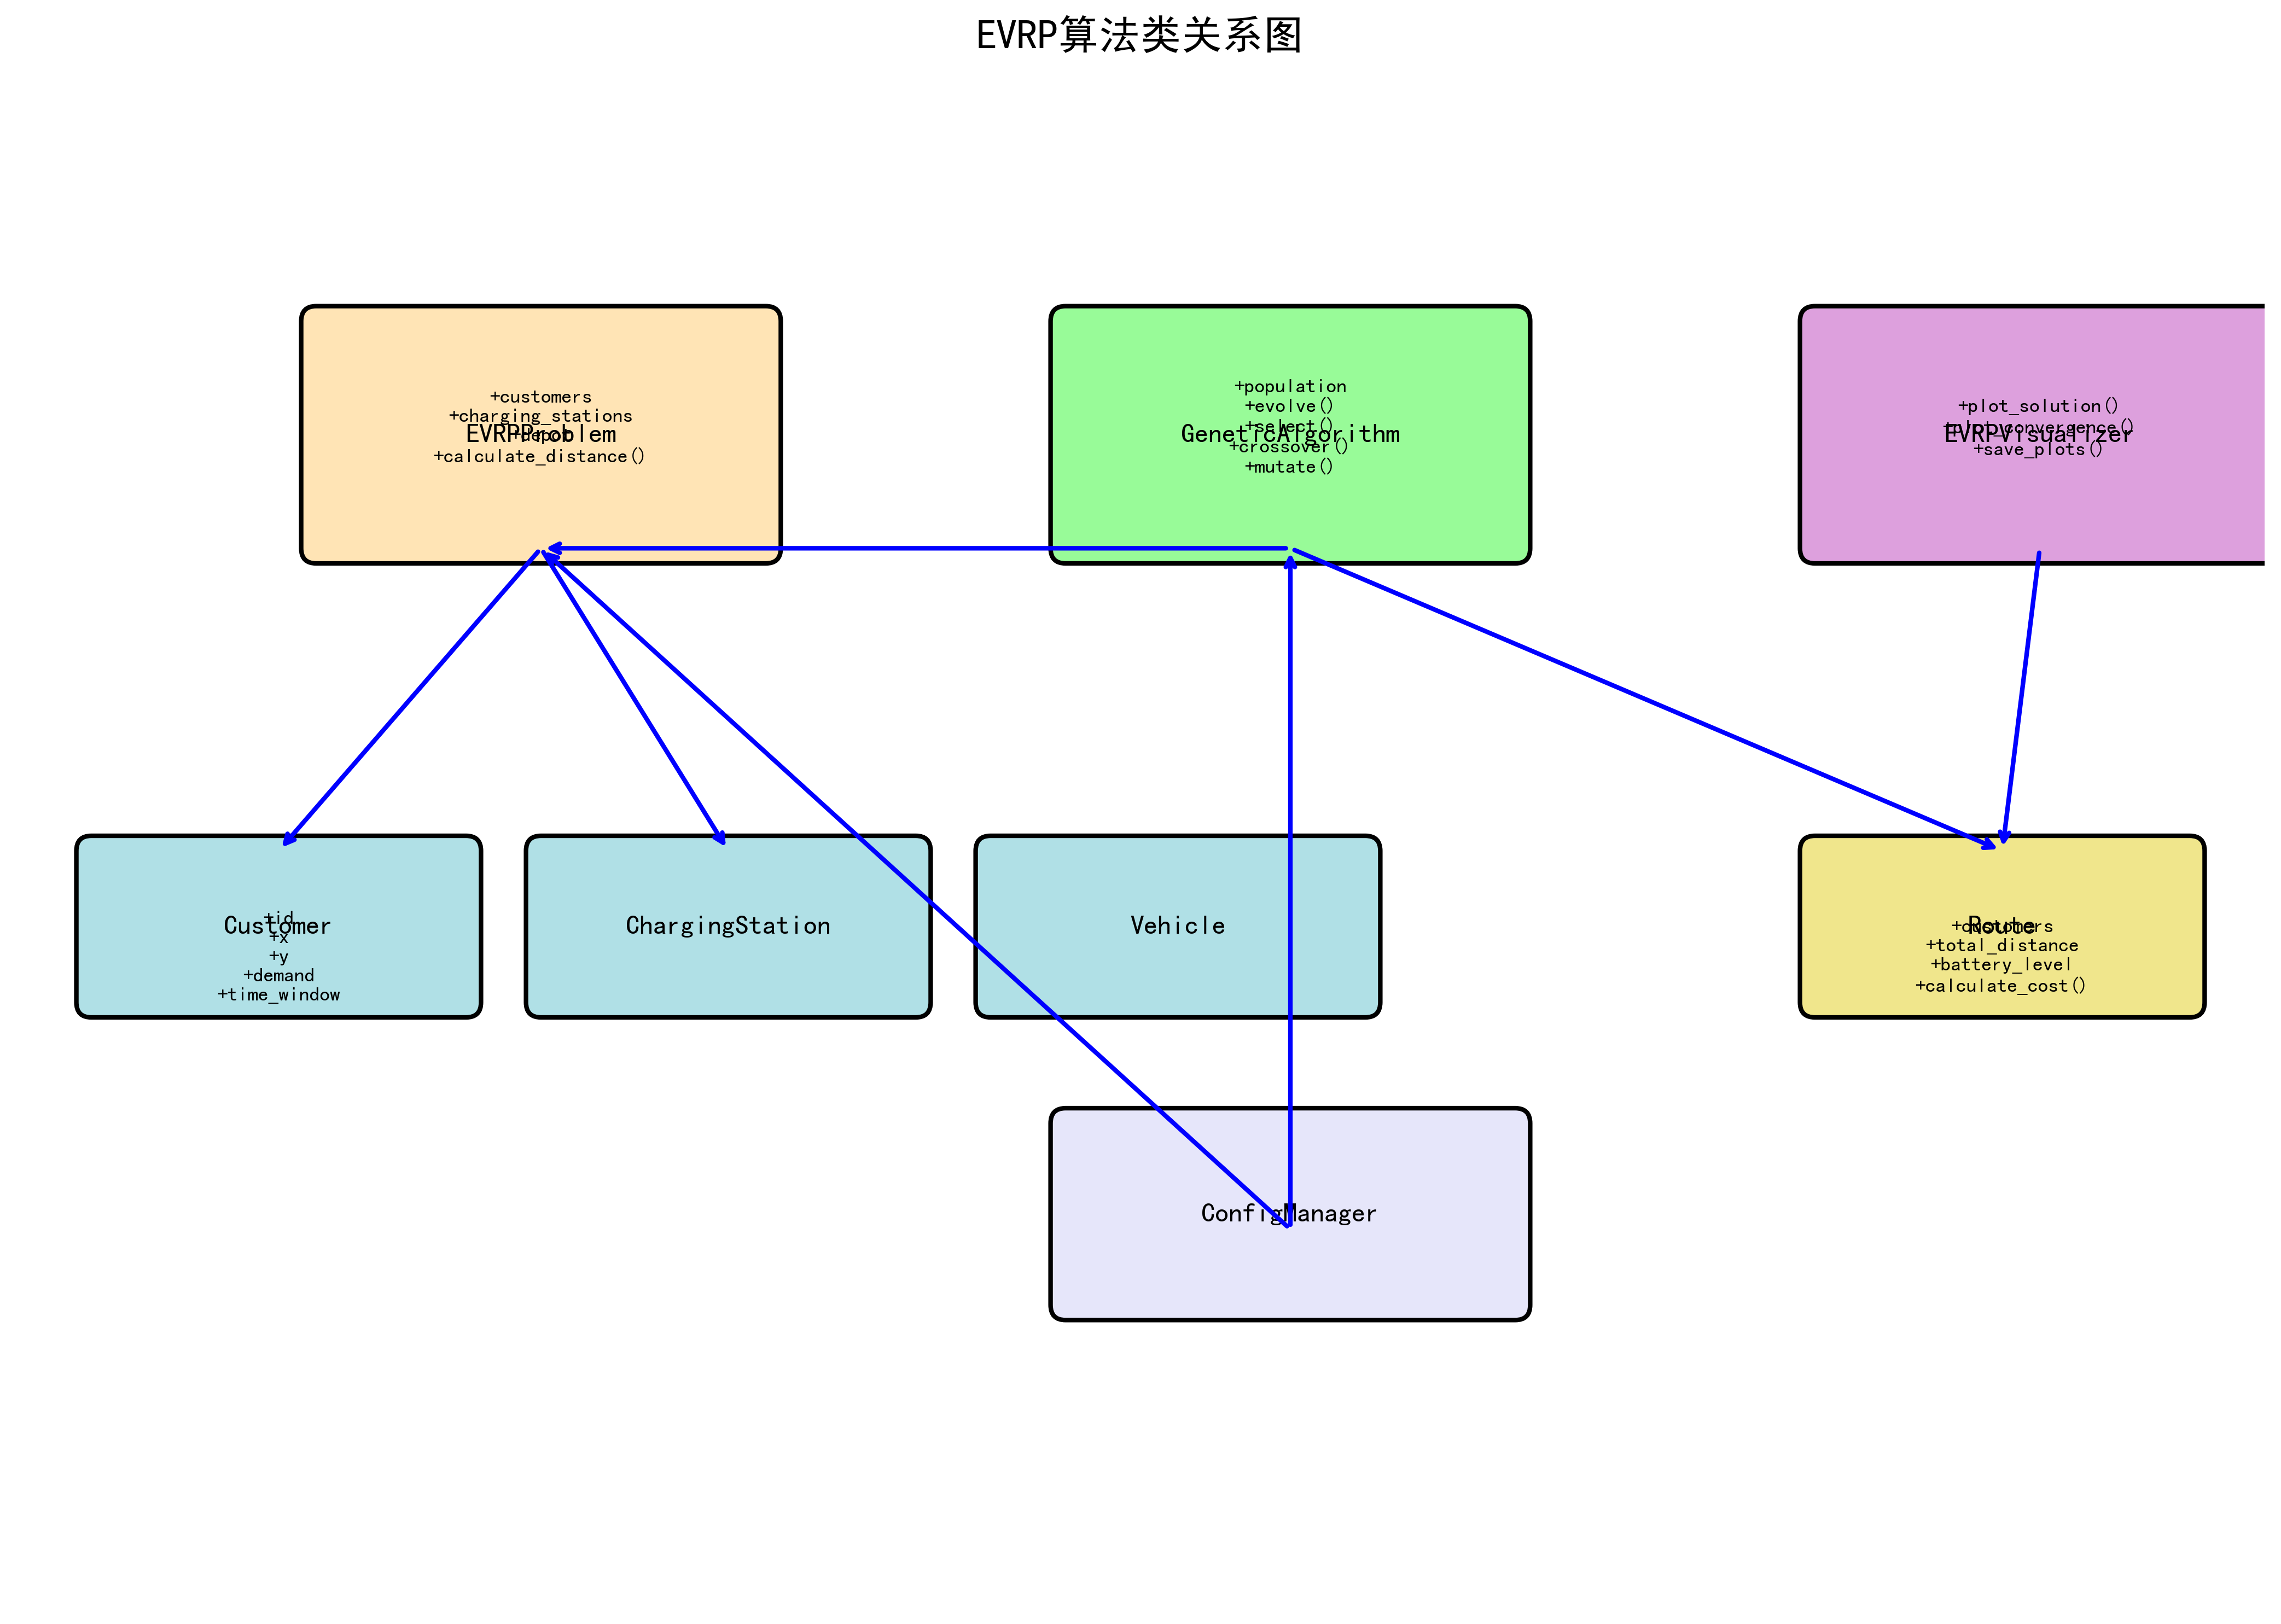 EVRP算法类关系图
+customers
+charging_stations
+depot
EVRPProblem
+calculate_distance()
+population
+evolve()
+select()
GeneticAlgorithm
+crossover()
+mutate()
+plot_solution()
+plot_convergence()
EVRPVisualizer
+save_plots()
+id
Customer
+x
+y
+demand
+time_window
ChargingStation
Vehicle
Route
+customers
+total_distance
+battery_level
+calculate_cost()
ConfigManager